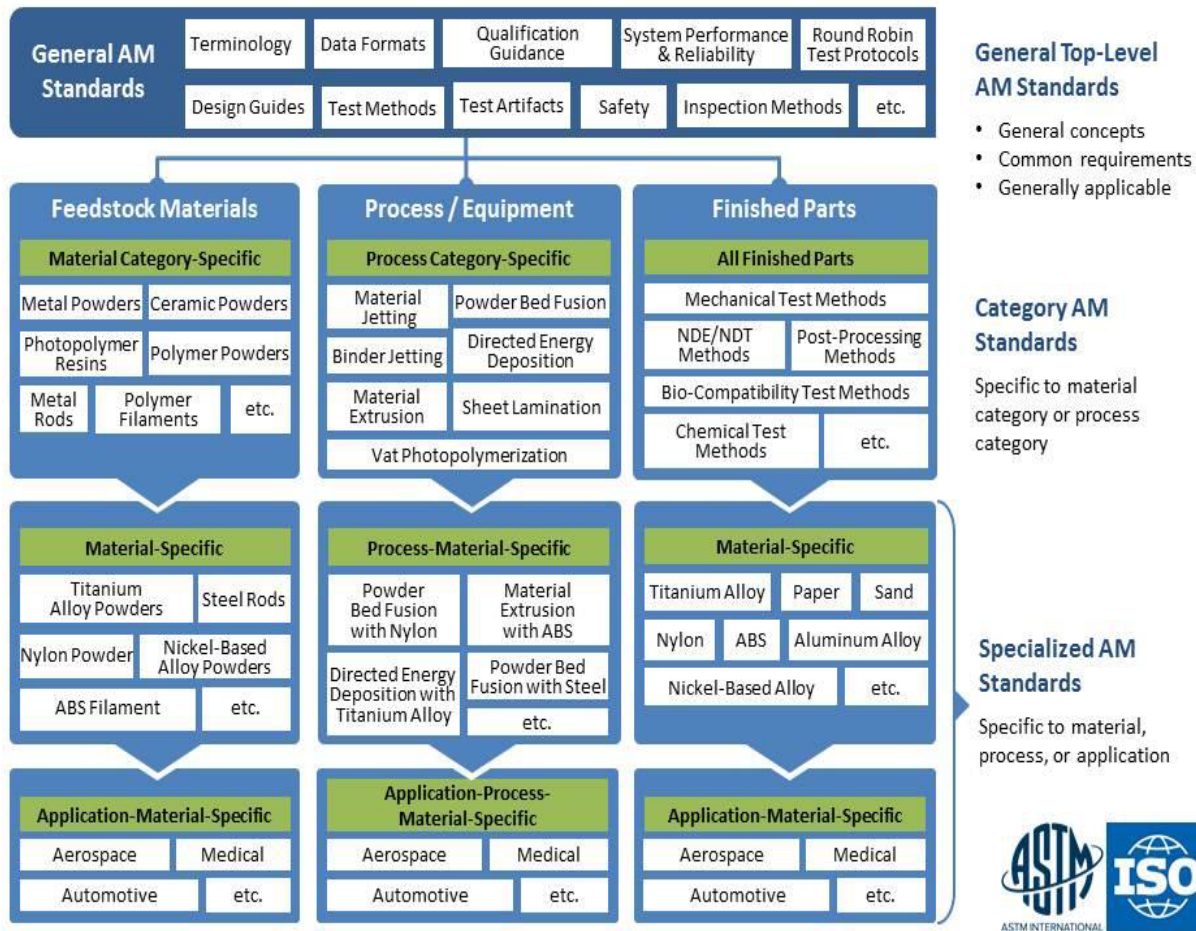 General AM
Standards
Terminology
Data Formats
Qualification
Guidance
System Performance
& Reliability
Round Robin
Test Protocols
Design Guides
Test Methods
Test Artifacts
Safety
Inspection Methods
etc.
General Top-Level
AM Standards
• General concepts
• Common requirements
• Generally applicable
Feedstock Materials
Material Category-Specific
Metal Powders
Ceramic Powders
Photopolymer
Resins
Polymer Powders
Metal
Rods
Polymer
Filaments
etc.
Process / Equipment
Process Category-Specific
Material
Jetting
Powder Bed Fusion
Binder Jetting
Directed Energy
Deposition
Material
Extrusion
Sheet Lamination
Vat Photopolymerization
Finished Parts
All Finished Parts
Mechanical Test Methods
NDE/NDT
Methods
Post-Processing
Methods
Bio-Compatibility Test Methods
Chemical Test
Methods
etc.
Category AM
Standards
Specific to material
category or process
category
Material-Specific
Titanium
Alloy Powders
Steel Rods
Nylon Powder
Nickel-Based
Alloy Powders
ABS Filament
etc.
Process-Material-Specific
Powder
Bed Fusion
with Nylon
Material
Extrusion
with ABS
Directed Energy
Deposition with
Titanium Alloy
Powder Bed
Fusion with Steel
etc.
Material-Specific
Titanium Alloy
Paper
Sand
Nylon
ABS
Aluminum Alloy
Nickel-Based Alloy
etc.
Specialized AM
Standards
Specific to material,
process, or application
Application-Material-Specific
Aerospace
Medical
Automotive
etc.
Application-Process-
Material-Specific
Aerospace
Medical
Automotive
etc.
Application-Material-Specific
Aerospace
Medical
Automotive
etc.
ASTM
ASTM INTERNATIONAL
ISO